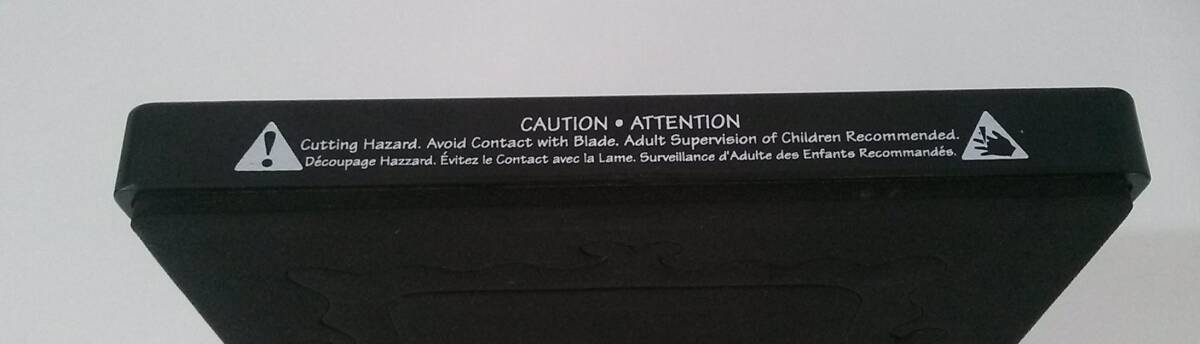 CAUTION • ATTENTION
Cutting Hazard. Avoid Contact with Blade. Adult Supervision of Children Recommended.
Découpage Hazzard. Évitez le Contact avec la Lame. Surveillance d'Adulte des Enfants Recommandés.